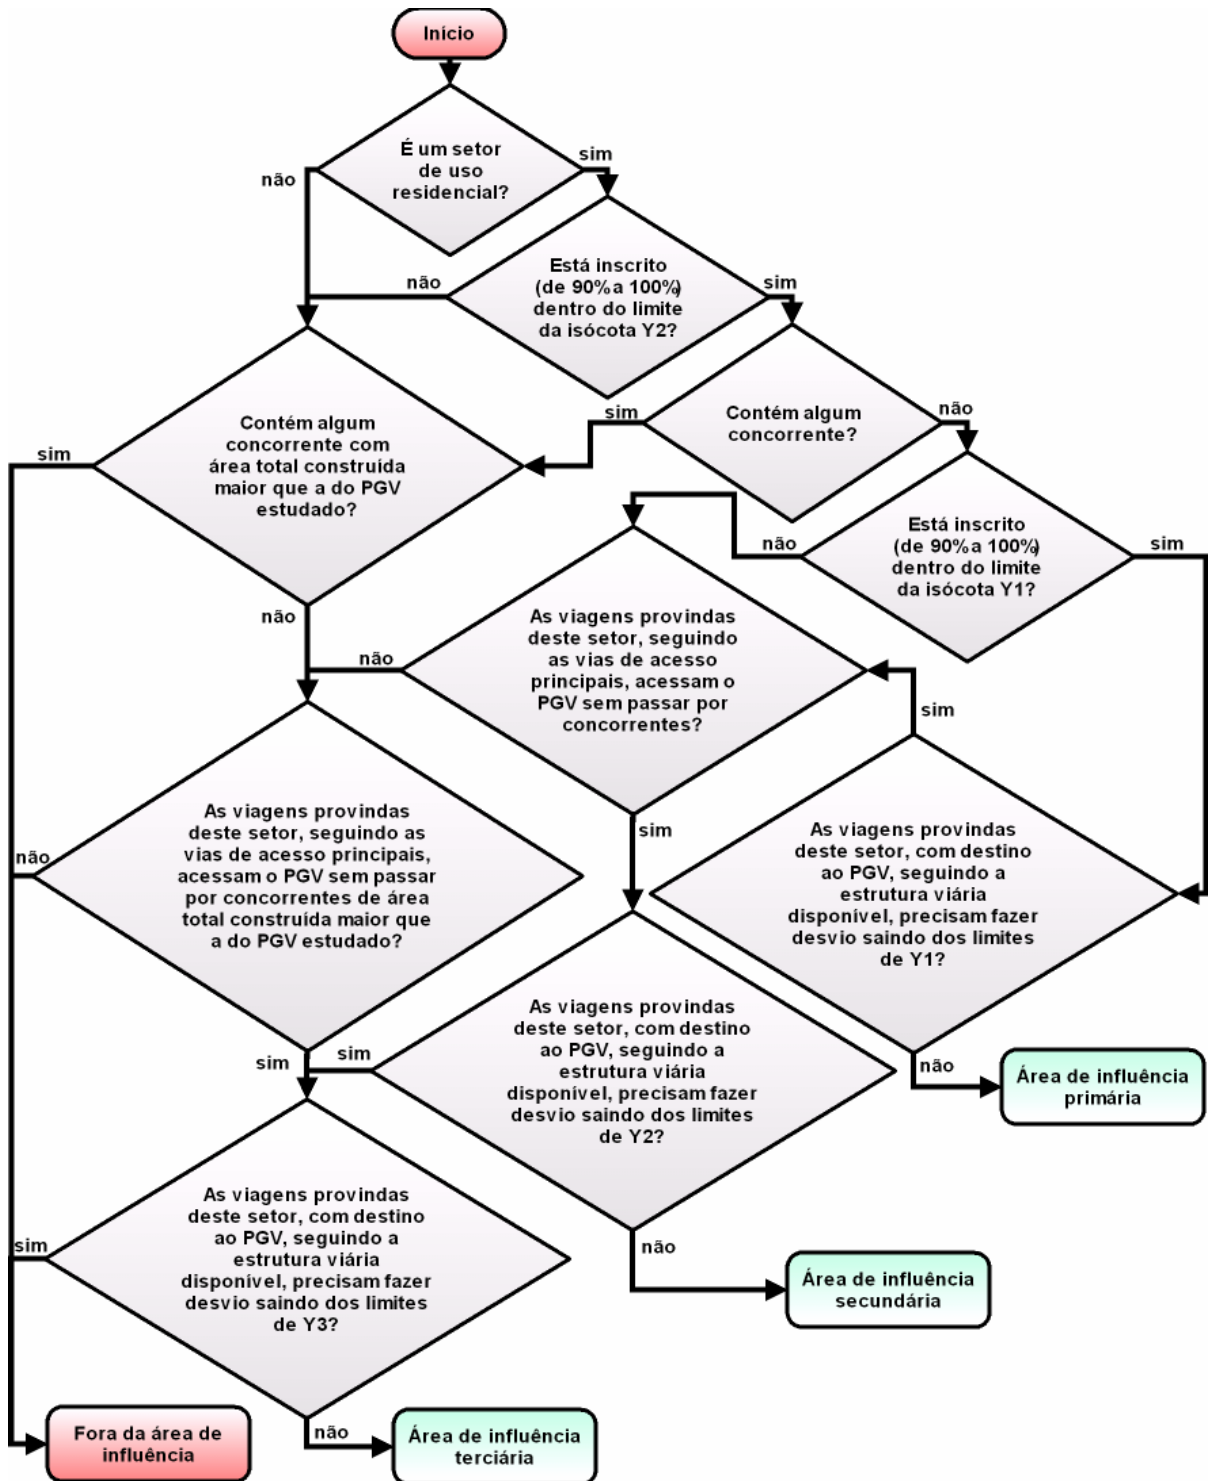 Início
É um setor
de uso
residencial?
não
sim
Está inscrito
(de 90% a 100%)
dentro do limite
da isócota Y2?
não
sim
Contém algum
concorrente?
sim
não
Contém algum
concorrente com
área total construída
maior que a do PGV
estudado?
sim
não
Está inscrito
(de 90% a 100%)
dentro do limite
da isócota Y1?
não
sim
As viagens provindas
deste setor, seguindo
as vias de acesso
principais, acessam o
PGV sem passar por
concorrentes?
não
sim
As viagens provindas
deste setor, com destino
ao PGV, seguindo a
estrutura viária
disponível, precisam fazer
desvio saindo dos limites
de Y1?
sim
não
Área de influência
primária
As viagens provindas
deste setor, seguindo as
vias de acesso principais,
acessam o PGV sem passar
por concorrentes de área
total construída maior que
a do PGV estudado?
não
sim
As viagens provindas
deste setor, com destino
ao PGV, seguindo a
estrutura viária
disponível, precisam fazer
desvio saindo dos limites
de Y2?
sim
não
Área de influência
secundária
As viagens provindas
deste setor, com destino
ao PGV, seguindo a
estrutura viária
disponível, precisam fazer
desvio saindo dos limites
de Y3?
sim
não
Fora da área de
influência
Área de influência
terciária